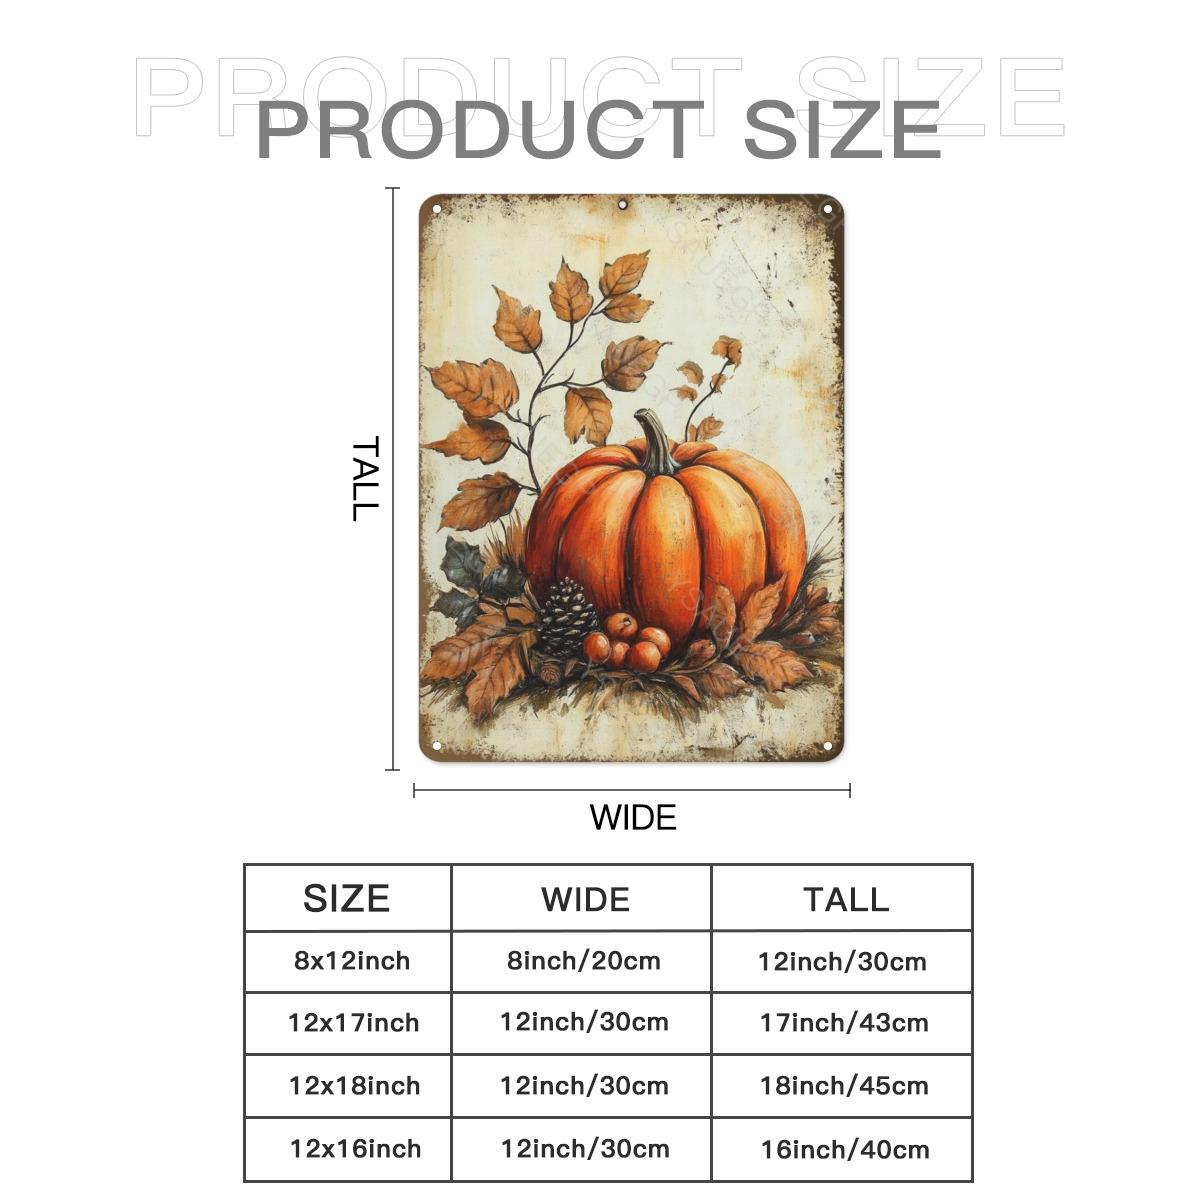 PRODUCT SIZE
PRODUCT SIZE
TALL
WIDE
SIZE WIDE TALL
8x12inch 8inch/20cm 12inch/30cm
12x17inch 12inch/30cm 17inch/43cm
12x18inch 12inch/30cm 18inch/45cm
12x16inch 12inch/30cm 16inch/40cm